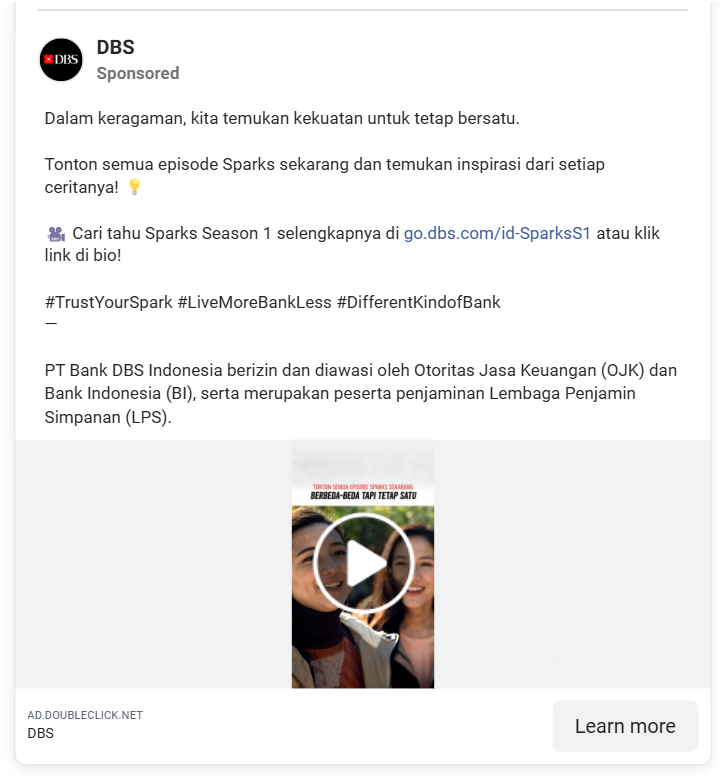 DBS
DBS
Sponsored
Dalam keragaman, kita temukan kekuatan untuk tetap bersatu.
Tonton semua episode Sparks sekarang dan temukan inspirasi dari setiap
ceritanya! 💡
🎥 Cari tahu Sparks Season 1 selengkapnya di go.dbs.com/id-SparksS1 atau klik
link di bio!
#TrustYourSpark #LiveMoreBankLess #DifferentKindofBank
—
PT Bank DBS Indonesia berizin dan diawasi oleh Otoritas Jasa Keuangan (OJK) dan
Bank Indonesia (BI), serta merupakan peserta penjaminan Lembaga Penjamin
Simpanan (LPS).
TONTON SEMUA EPISODE SPARKS SEKARANG
BERBEDA-BEDA TAPI TETAP SATU
AD.DOUBLECLICK.NET
DBS
Learn more